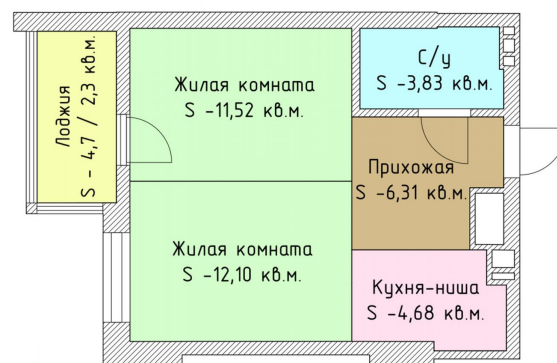 Лоджия
S - 4,7 / 2,3 кв.м.
Жилая комната
S -11,52 кв.м.
С/у
S -3,83 кв.м.
Прихожая
S -6,31 кв.м.
Жилая комната
S -12,10 кв.м.
Кухня-ниша
S -4,68 кв.м.